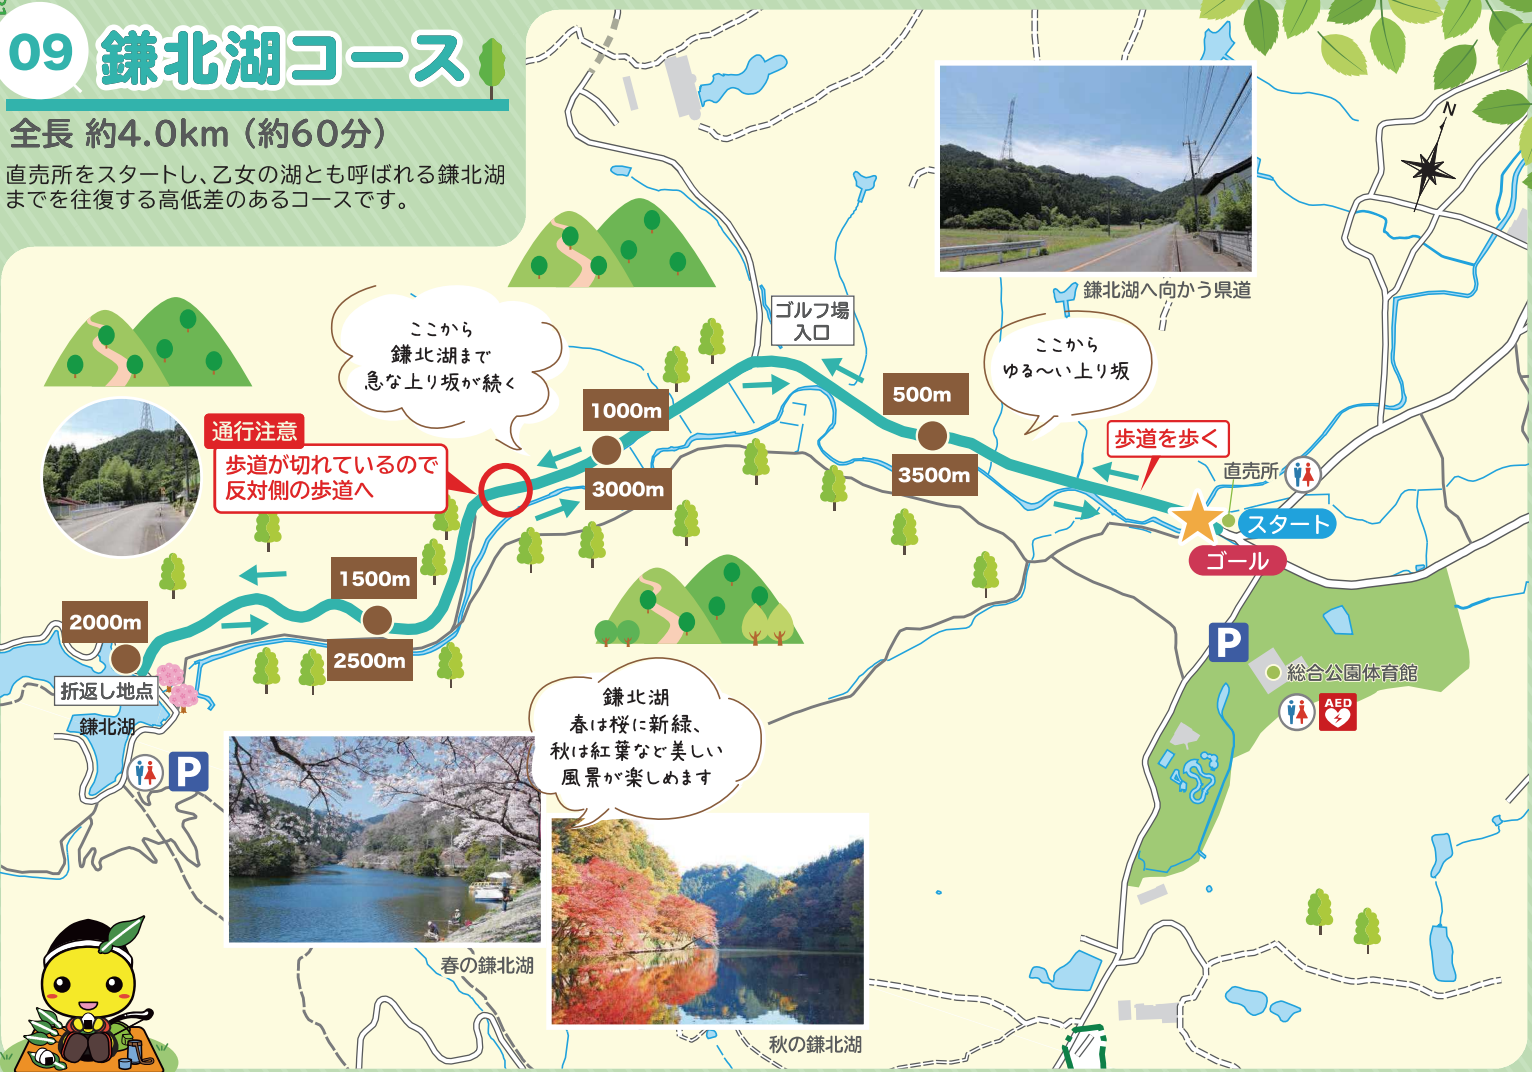 09 鎌北湖コース
全長 約4.0km（約60分）
直売所をスタートし、乙女の湖とも呼ばれる鎌北湖
までを往復する高低差のあるコースです。
N
鎌北湖へ向かう県道
ゴルフ場
入口
ここから
鎌北湖まで
急な上り坂が続く
ここから
ゆる〜い上り坂
500m
1000m
通行注意
歩道が切れているので
反対側の歩道へ
歩道を歩く
直売所
3500m
3000m
スタート
ゴール
1500m
2000m
2500m
P
総合公園体育館
AED
折返し地点
鎌北湖
P
鎌北湖
春は桜に新緑、
秋は紅葉など美しい
風景が楽しめます
春の鎌北湖
秋の鎌北湖